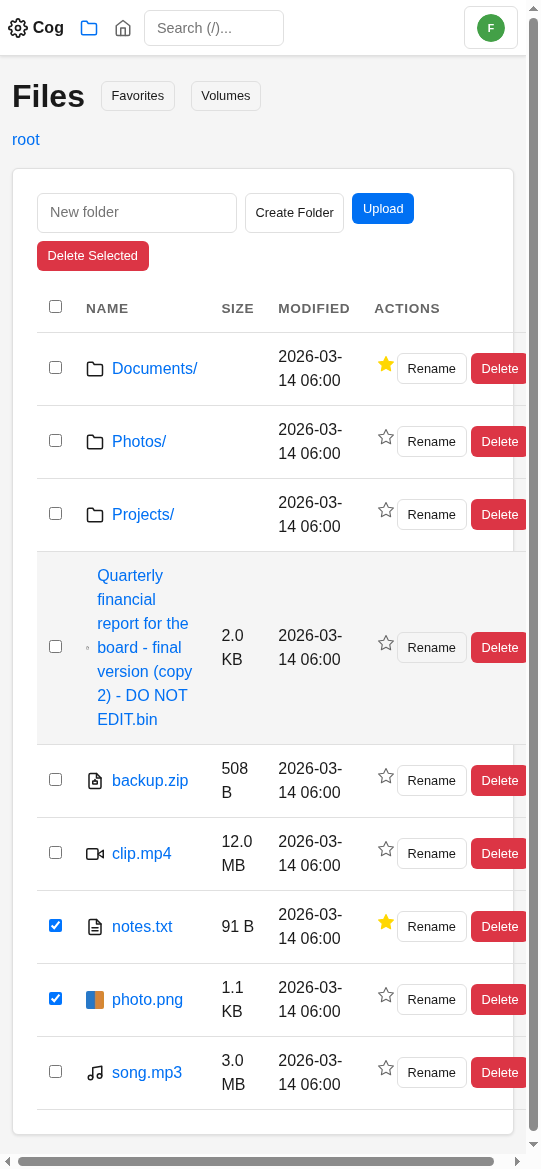 Cog
Search (/)...
F
Files
Favorites
Volumes
root
New folder
Create Folder
Upload
Delete Selected
NAME SIZE MODIFIED ACTIONS
Documents/
2026-03-
14 06:00
Rename
Delete
Photos/
2026-03-
14 06:00
Rename
Delete
Projects/
2026-03-
14 06:00
Rename
Delete
Quarterly
financial
report for the
board - final
version (copy
2) - DO NOT
EDIT.bin
2.0
KB
2026-03-
14 06:00
Rename
Delete
backup.zip
508
B
2026-03-
14 06:00
Rename
Delete
clip.mp4
12.0
MB
2026-03-
14 06:00
Rename
Delete
notes.txt
91 B
2026-03-
14 06:00
Rename
Delete
photo.png
1.1
KB
2026-03-
14 06:00
Rename
Delete
song.mp3
3.0
MB
2026-03-
14 06:00
Rename
Delete